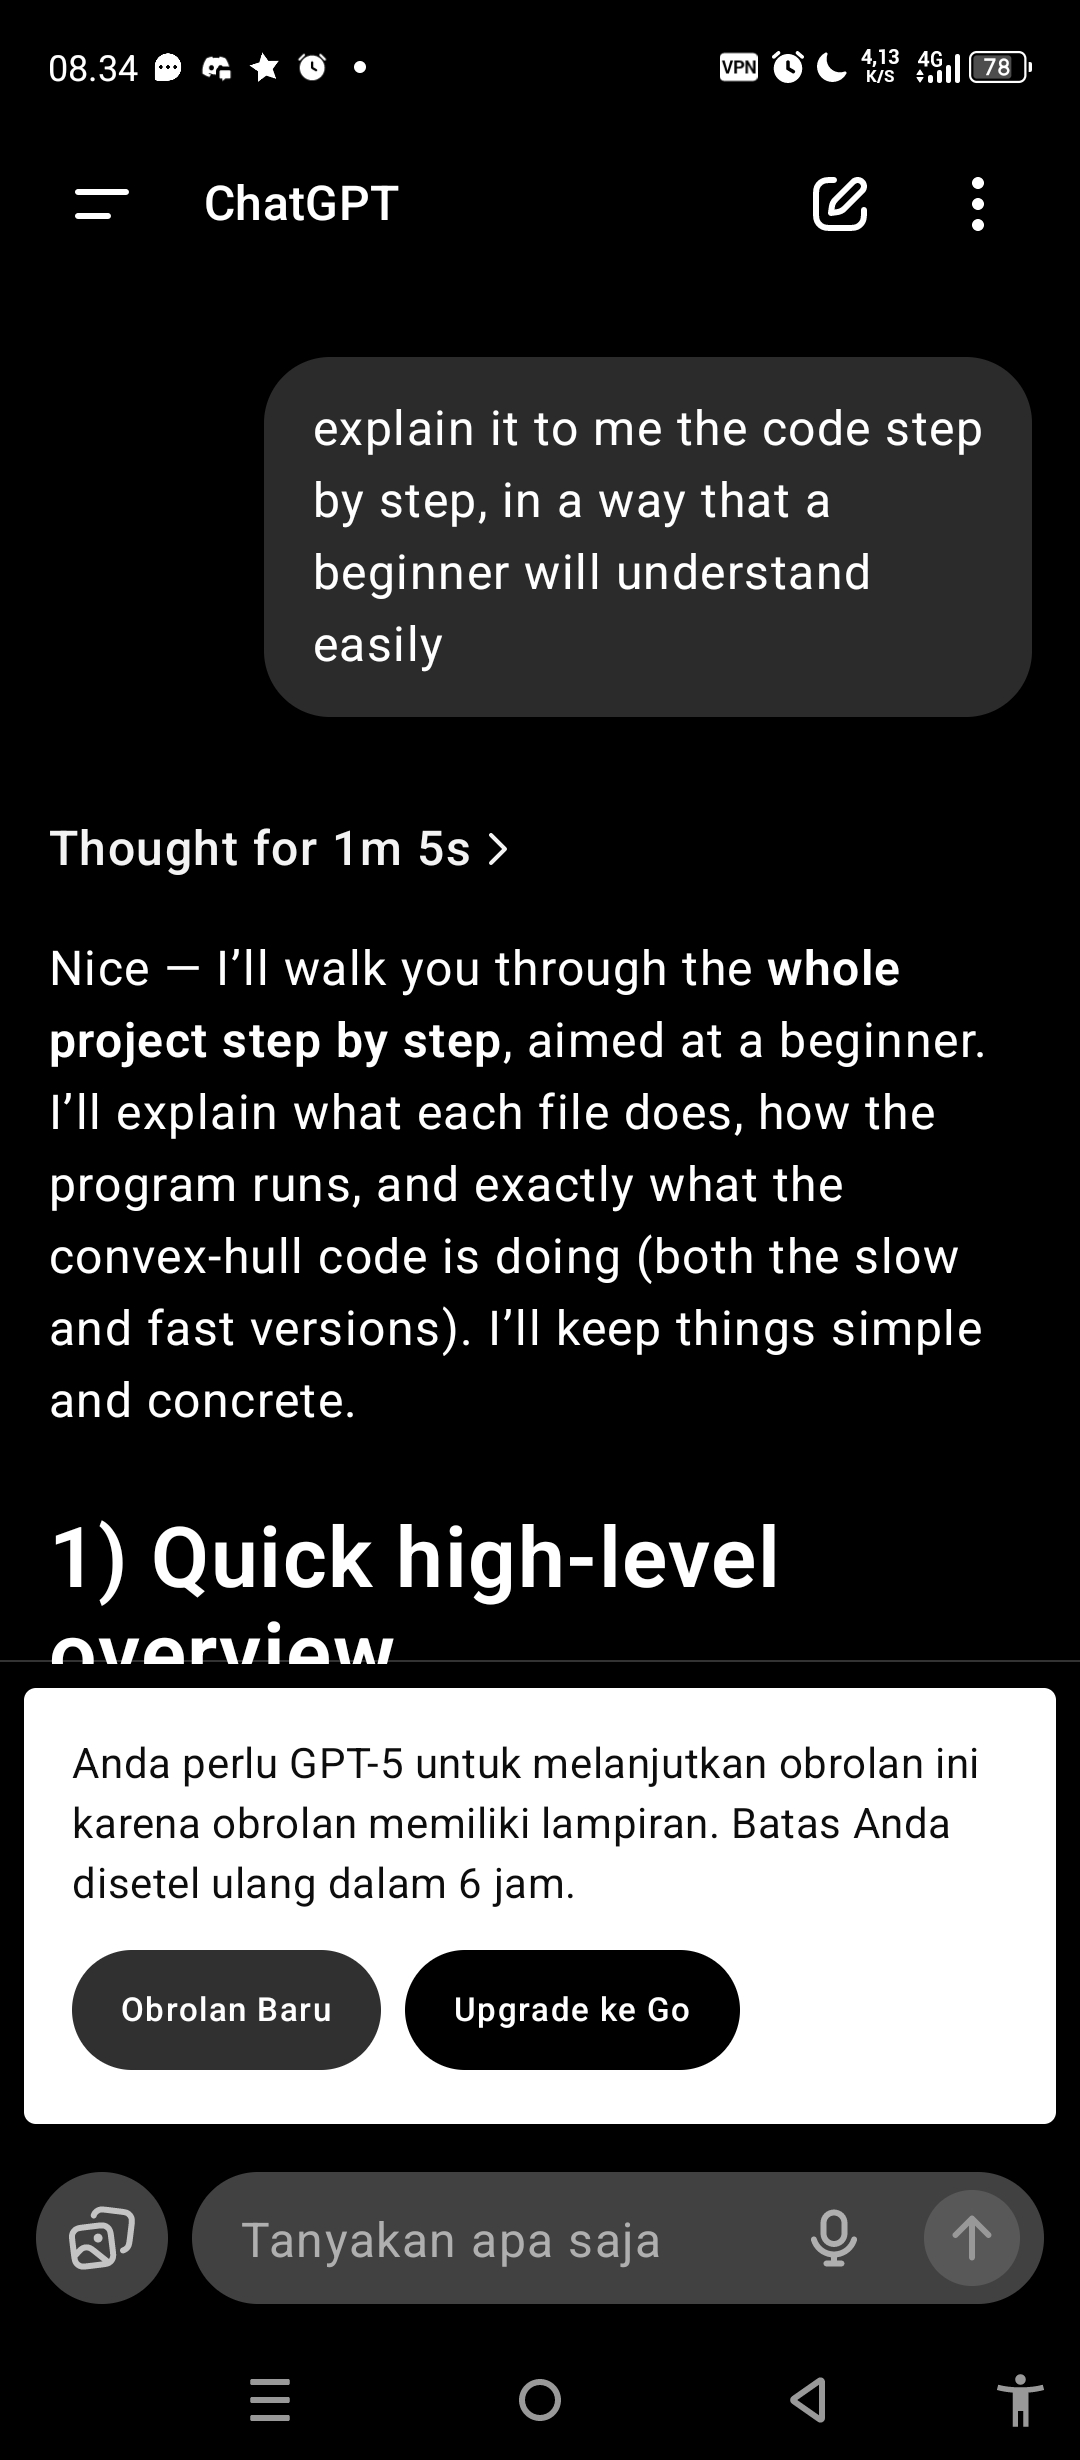 08.34
VPN 4,13 K/S 4G 78
ChatGPT
explain it to me the code step
by step, in a way that a
beginner will understand
easily
Thought for 1m 5s >
Nice — I’ll walk you through the whole
project step by step, aimed at a beginner.
I’ll explain what each file does, how the
program runs, and exactly what the
convex-hull code is doing (both the slow
and fast versions). I’ll keep things simple
and concrete.
1) Quick high-level
overview
Anda perlu GPT-5 untuk melanjutkan obrolan ini
karena obrolan memiliki lampiran. Batas Anda
disetel ulang dalam 6 jam.
Obrolan Baru
Upgrade ke Go
Tanyakan apa saja